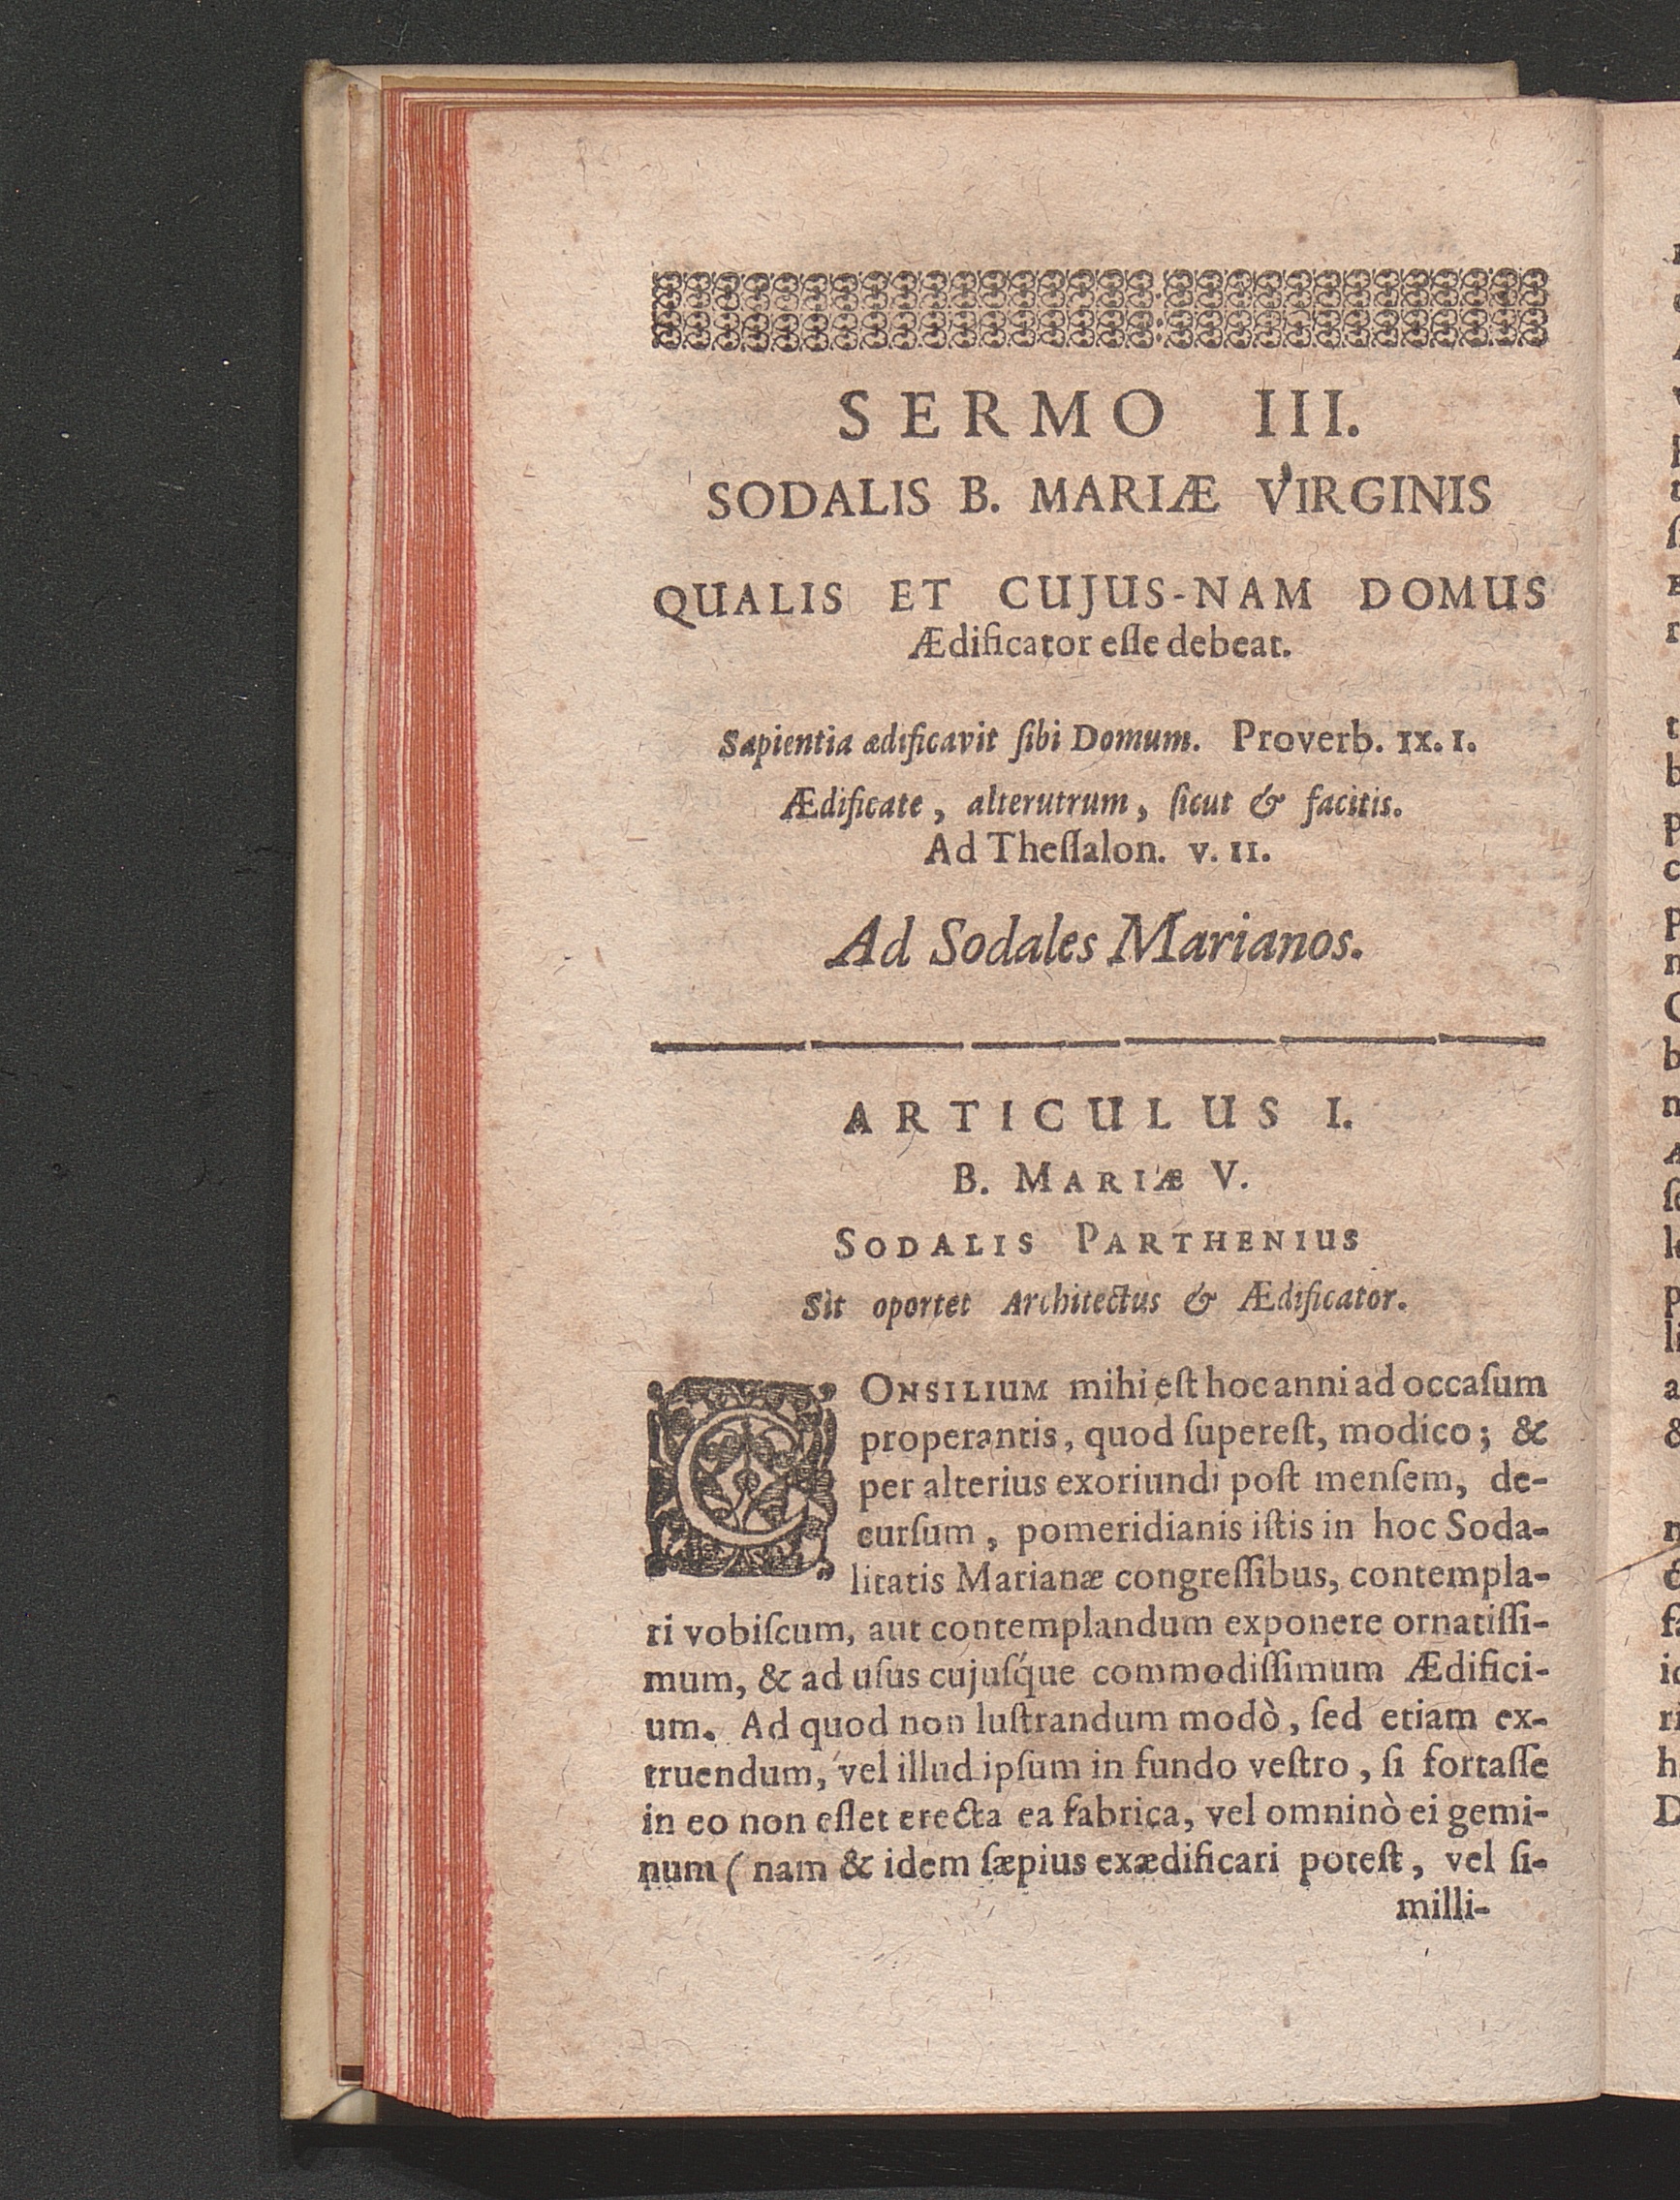 SERMO III.
SODALIS B. MARIÆ VIRGINIS
QUALIS ET CUJUS-NAM DOMUS
Ædificator eſſe debeat.
Sapientia ædificavit ſibi Domum. Proverb. IX. I.
Ædificate, alterutrum, ſicut & facitis.
Ad Theſſalon. v. II.
Ad Sodales Marianos.
ARTICULUS I.
B. MARIÆ V.
SODALIS PARTHENIUS
Sit oportet Architectus & Ædificator.
CONSILIUM mihi eſt hoc anni ad occaſum
properantis, quod ſupereſt, modico; &
per alterius exoriundi poſt menſem, de-
curſum, pomeridianis iſtis in hoc Soda-
litatis Marianæ congreſſibus, contempla-
ri vobiſcum, aut contemplandum exponere ornatiſſi-
mum, & ad uſus cujuſq́ue commodiſſimum Ædifici-
um. Ad quod non luſtrandum modò, ſed etiam ex-
truendum, vel illud ipſum in fundo veſtro, ſi fortaſſe
in eo non eſſet erecta ea fabrica, vel omninò ei gemi-
num (nam & idem ſæpius exædificari poteſt, vel ſi-
milli-